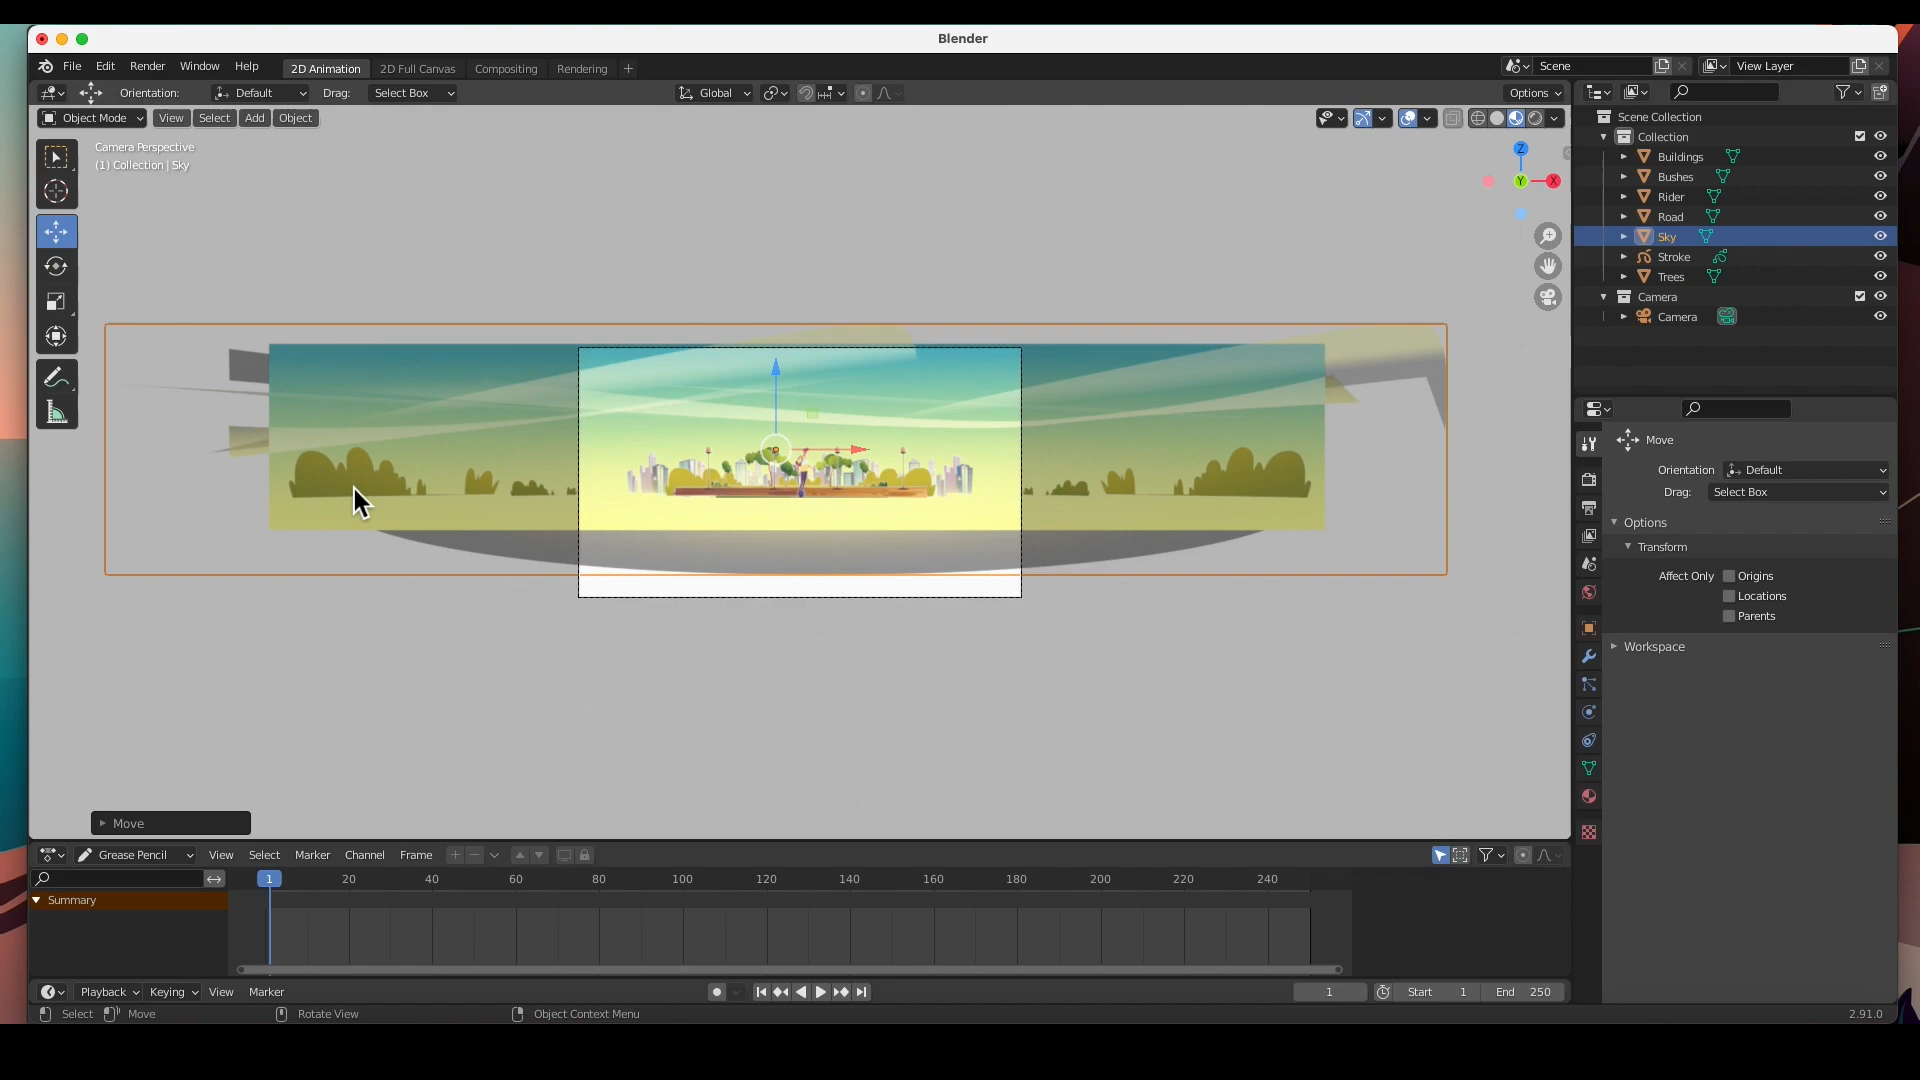 Blender
File Edit Render Window Help 2D Animation 2D Full Canvas Compositing Rendering + Scene View Layer
Orientation: Default Drag: Select Box Global Options
Object Mode View Select Add Object
Camera Perspective
(1) Collection | Sky
Z
Y X
Scene Collection
Collection
Buildings
Bushes
Rider
Road
Sky
Stroke
Trees
Camera
Camera
Move
Orientation Default
Drag: Select Box
Options
Transform
Affect Only Origins
Locations
Parents
Workspace
Move
Grease Pencil View Select Marker Channel Frame
1 20 40 60 80 100 120 140 160 180 200 220 240
Summary
Playback Keying View Marker 1 Start 1 End 250
Select Move Rotate View Object Context Menu 2.91.0